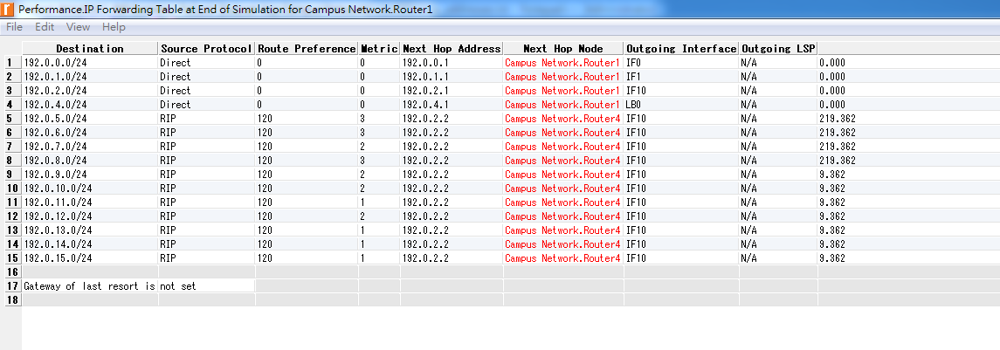 Performance.IP Forwarding Table at End of Simulation for Campus Network.Router1
File Edit View Help
Destination Source Protocol Route Preference Metric Next Hop Address Next Hop Node Outgoing Interface Outgoing LSP
1 192.0.0.0/24 Direct 0 0 192.0.0.1 Campus Network.Router1 IF0 N/A 0.000
2 192.0.1.0/24 Direct 0 0 192.0.1.1 Campus Network.Router1 IF1 N/A 0.000
3 192.0.2.0/24 Direct 0 0 192.0.2.1 Campus Network.Router1 IF10 N/A 0.000
4 192.0.4.0/24 Direct 0 0 192.0.4.1 Campus Network.Router1 LB0 N/A 0.000
5 192.0.5.0/24 RIP 120 3 192.0.2.2 Campus Network.Router4 IF10 N/A 219.362
6 192.0.6.0/24 RIP 120 3 192.0.2.2 Campus Network.Router4 IF10 N/A 219.362
7 192.0.7.0/24 RIP 120 2 192.0.2.2 Campus Network.Router4 IF10 N/A 219.362
8 192.0.8.0/24 RIP 120 3 192.0.2.2 Campus Network.Router4 IF10 N/A 219.362
9 192.0.9.0/24 RIP 120 2 192.0.2.2 Campus Network.Router4 IF10 N/A 9.362
10 192.0.10.0/24 RIP 120 2 192.0.2.2 Campus Network.Router4 IF10 N/A 9.362
11 192.0.11.0/24 RIP 120 1 192.0.2.2 Campus Network.Router4 IF10 N/A 9.362
12 192.0.12.0/24 RIP 120 2 192.0.2.2 Campus Network.Router4 IF10 N/A 9.362
13 192.0.13.0/24 RIP 120 1 192.0.2.2 Campus Network.Router4 IF10 N/A 9.362
14 192.0.14.0/24 RIP 120 1 192.0.2.2 Campus Network.Router4 IF10 N/A 9.362
15 192.0.15.0/24 RIP 120 1 192.0.2.2 Campus Network.Router4 IF10 N/A 9.362
16
17 Gateway of last resort is not set
18